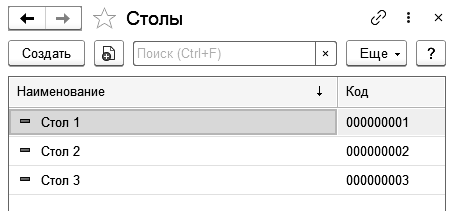 Столы
Создать Поиск (Ctrl+F) × Еще ?
Наименование ↓ Код
Стол 1 000000001
Стол 2 000000002
Стол 3 000000003